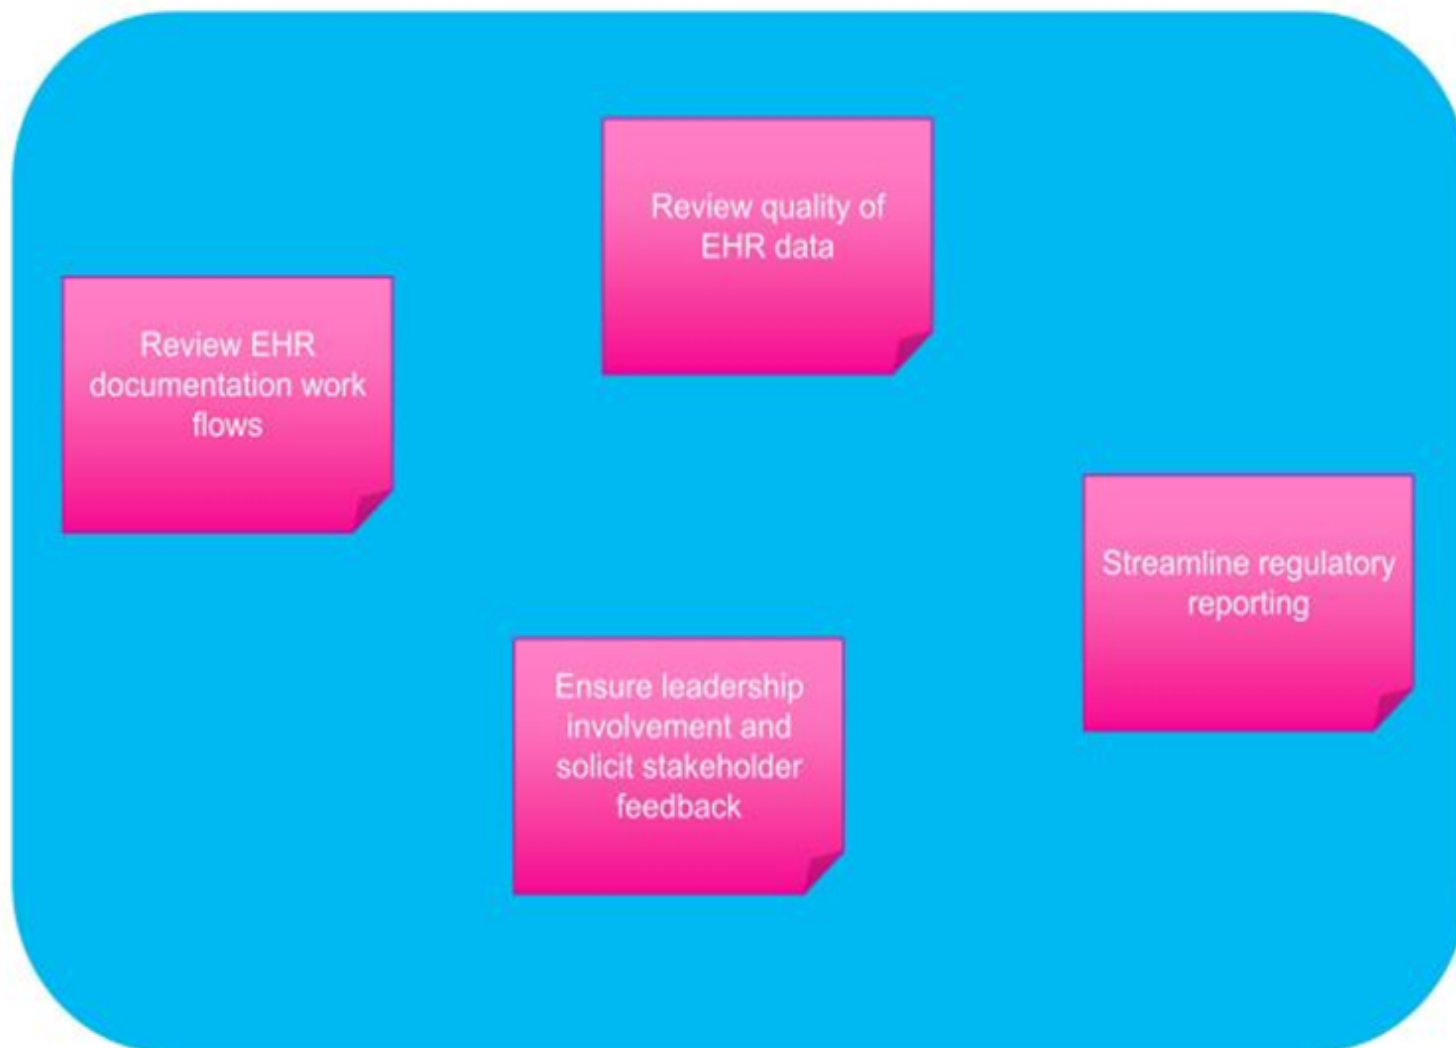 Review quality of
EHR data
Review EHR
documentation work
flows
Streamline regulatory
reporting
Ensure leadership
involvement and
solicit stakeholder
feedback